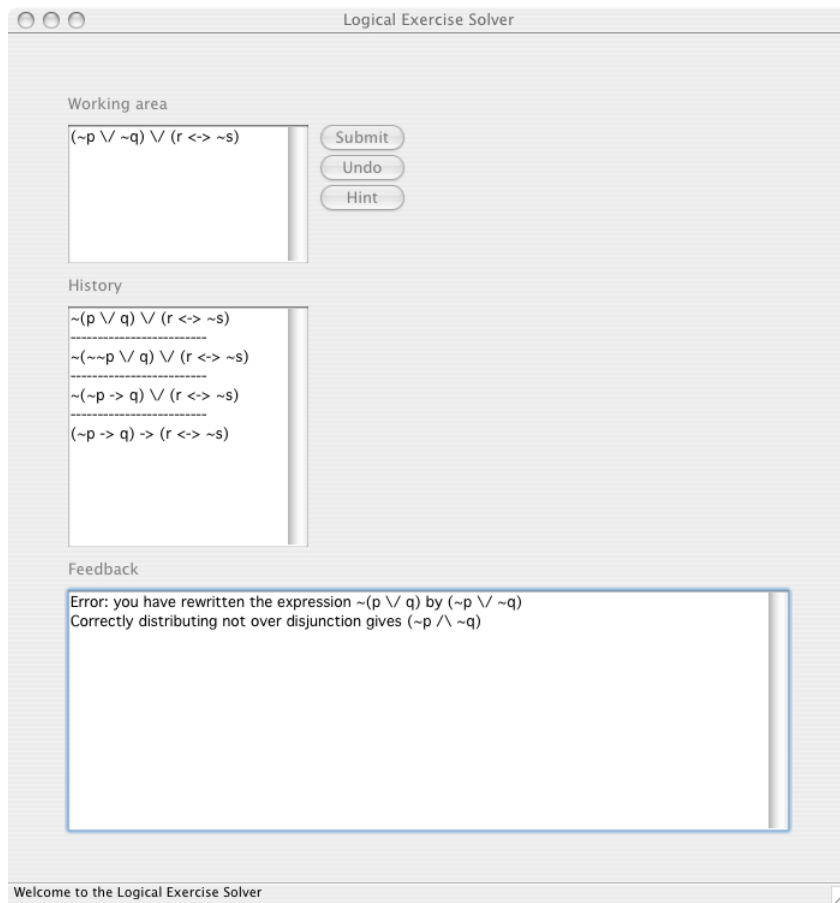 Logical Exercise Solver
Working area
(~p \/ ~q) \/ (r <-> ~s)
Submit
Undo
Hint
History
~(p \/ q) \/ (r <-> ~s)
-------------------------
~(~~p \/ q) \/ (r <-> ~s)
-------------------------
~(~p -> q) \/ (r <-> ~s)
-------------------------
(~p -> q) -> (r <-> ~s)
Feedback
Error: you have rewritten the expression ~(p \/ q) by (~p \/ ~q)
Correctly distributing not over disjunction gives (~p /\ ~q)
Welcome to the Logical Exercise Solver